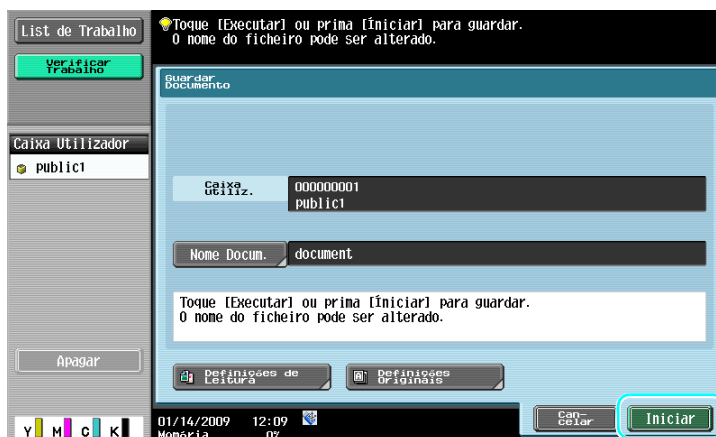 List de Trabalho
Toque [Executar] ou prima [Íniciar] para guardar.
O nome do ficheiro pode ser alterado.
Verificar
Trabalho
Guardar
Documento
Caixa Utilizador
public1
Caixa
utiliz.
000000001
public1
Nome Docum.
document
Toque [Executar] ou prima [Íniciar] para guardar.
O nome do ficheiro pode ser alterado.
Apagar
Definições de
Leitura
Definições
Originais
01/14/2009 12:09
Can-
celar
Iniciar
Y M C K
Memória 0%